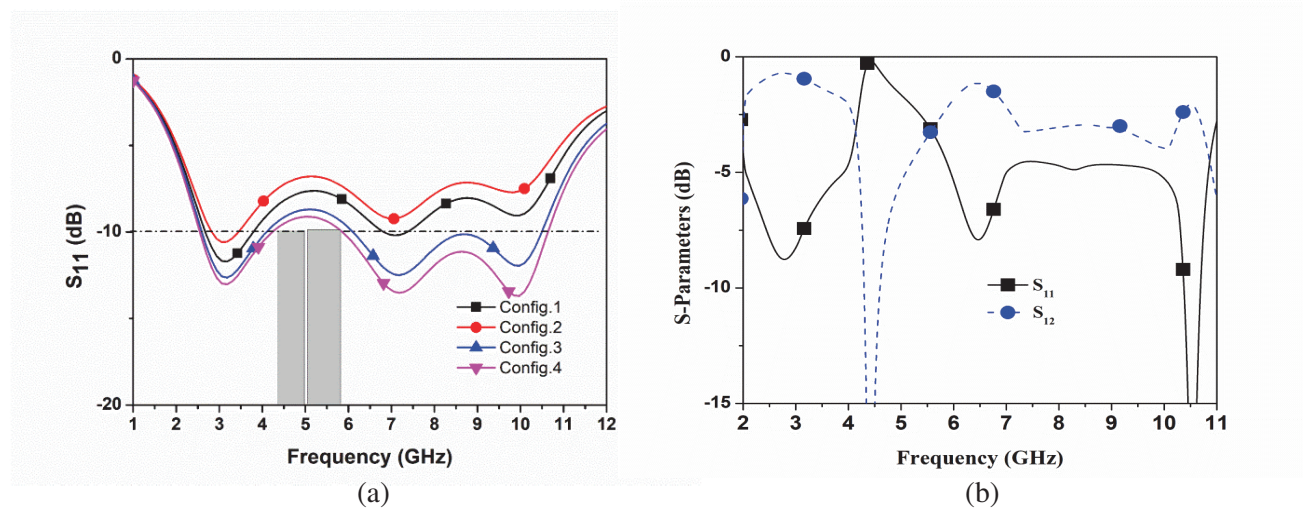 0
-5
-10
-20
S11 (dB)
Config.1
Config.2
Config.3
Config.4
1 2 3 4 5 6 7 8 9 10 11 12
Frequency (GHz)
(a)
0
-5
-10
-15
S-Parameters (dB)
S11
S12
2 3 4 5 6 7 8 9 10 11
Frequency (GHz)
(b)